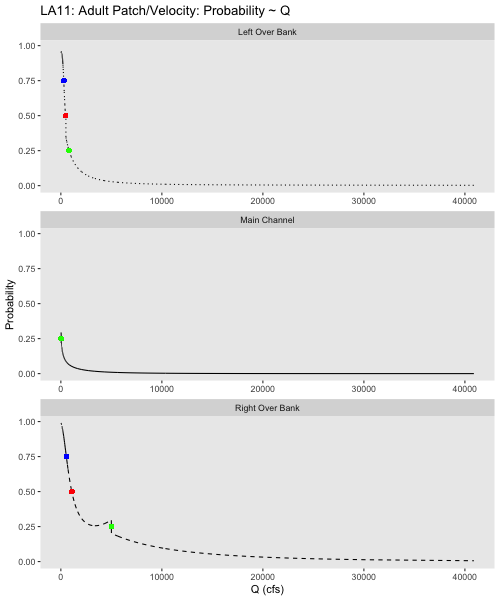 LA11: Adult Patch/Velocity: Probability ~ Q
Left Over Bank
1.00
0.75
0.50
0.25
0.00
0 10000 20000 30000 40000
Main Channel
1.00
0.75
0.50
0.25
0.00
0 10000 20000 30000 40000
Probability
Right Over Bank
1.00
0.75
0.50
0.25
0.00
0 10000 20000 30000 40000
Q (cfs)